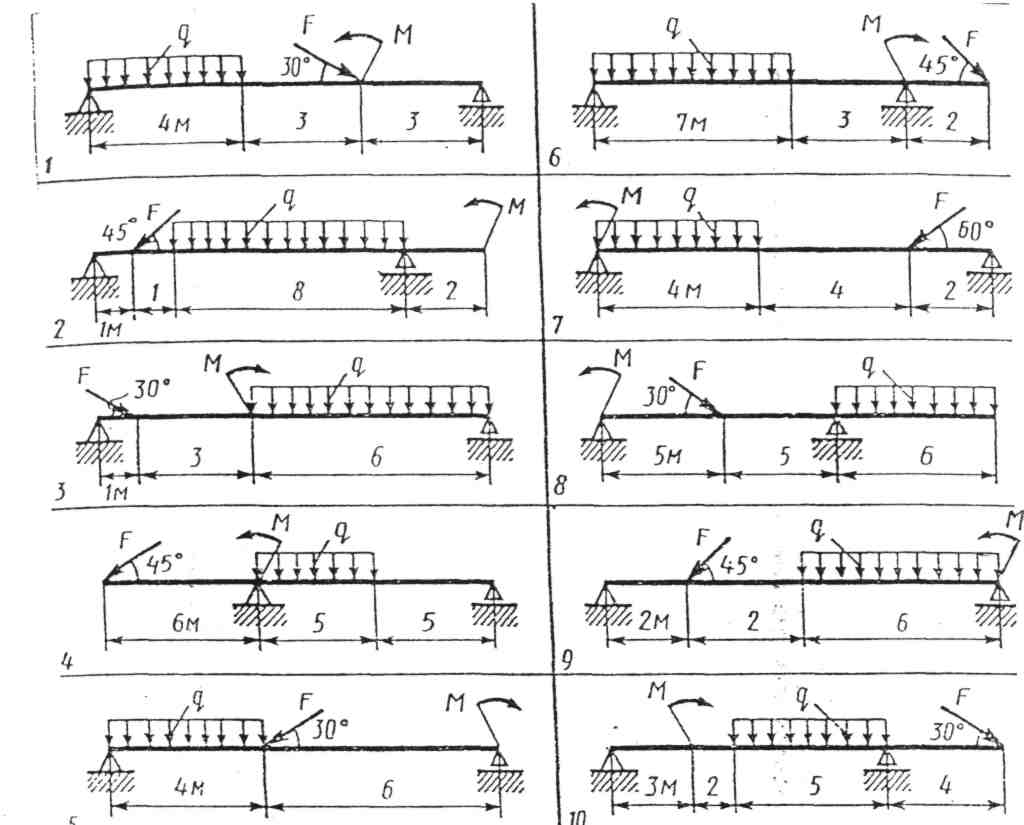 q F 30° M
4м 3 3
1
q M F 45°
7м 3 2
6
45° F q M
1м 1 8 2
2
M q F 60°
4м 4 2
7
F 30° M q
1м 3 6
3
M 30° F q
5м 5 6
8
F 45° M q
6м 5 5
4
F 45° q M
2м 2 6
9
q F 30° M
4м 6
M q F 30°
3м 2 5 4
10